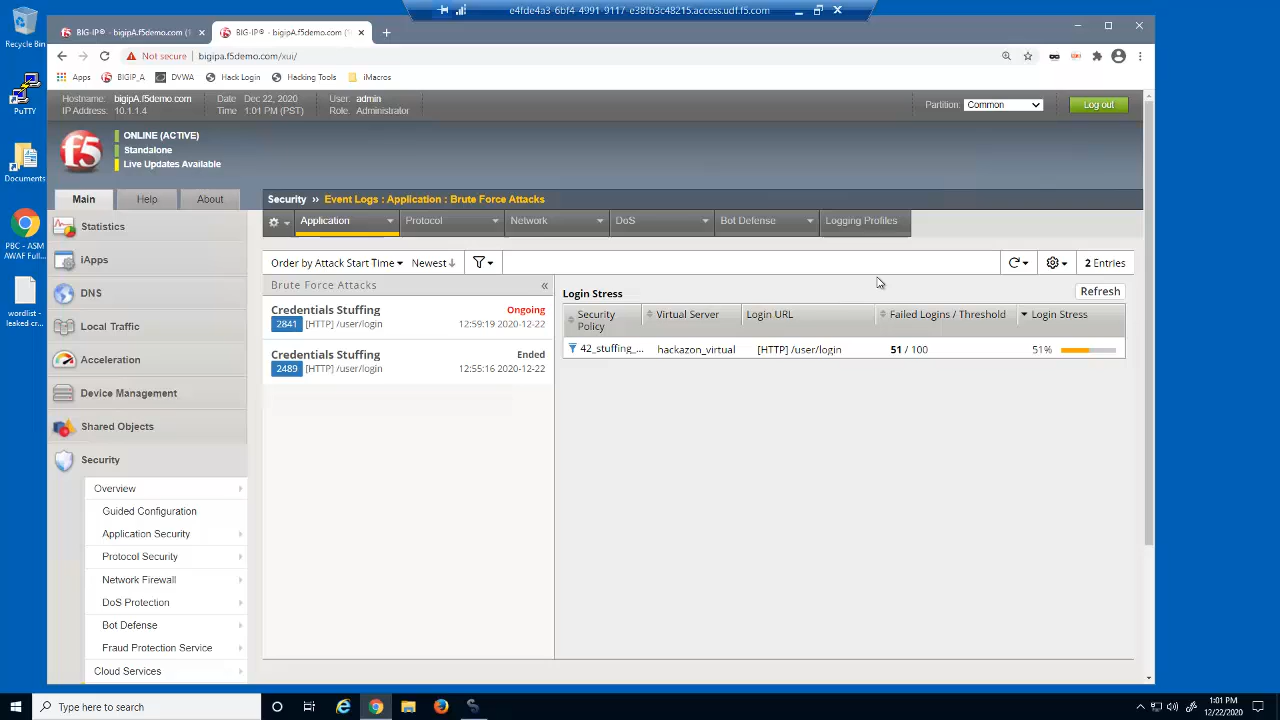 e4fde4a3-6bf4-4991-9117-e38fb3c48215.access.udf.f5.com
Recycle Bin
PuTTY
Documents
PBC - ASM
AWAF Full...
wordlist -
leaked cr...
BIG-IP® - bigipA.f5demo.com (1
BIG-IP® - bigipA.f5demo.com (1
Not secure
bigipa.f5demo.com/xui/
Apps
BIGIP_A
DVWA
Hack Login
Hacking Tools
iMacros
Hostname: bigipA.f5demo.com
IP Address: 10.1.1.4
Date Dec 22, 2020
Time 1:01 PM (PST)
User: admin
Role: Administrator
Partition: Common
Log out
f5
ONLINE (ACTIVE)
Standalone
Live Updates Available
Main
Help
About
Security »» Event Logs : Application : Brute Force Attacks
Application
Protocol
Network
DoS
Bot Defense
Logging Profiles
Statistics
iApps
DNS
Local Traffic
Acceleration
Device Management
Shared Objects
Security
Overview
Guided Configuration
Application Security
Protocol Security
Network Firewall
DoS Protection
Bot Defense
Fraud Protection Service
Cloud Services
Order by Attack Start Time
Newest
2 Entries
Brute Force Attacks «
Credentials Stuffing Ongoing
2841 [HTTP] /user/login 12:59:19 2020-12-22
Credentials Stuffing Ended
2489 [HTTP] /user/login 12:55:16 2020-12-22
Login Stress
Refresh
Security Policy
Virtual Server
Login URL
Failed Logins / Threshold
Login Stress
42_stuffing_... hackazon_virtual [HTTP] /user/login 51 / 100 51%
Type here to search
1:01 PM
12/22/2020